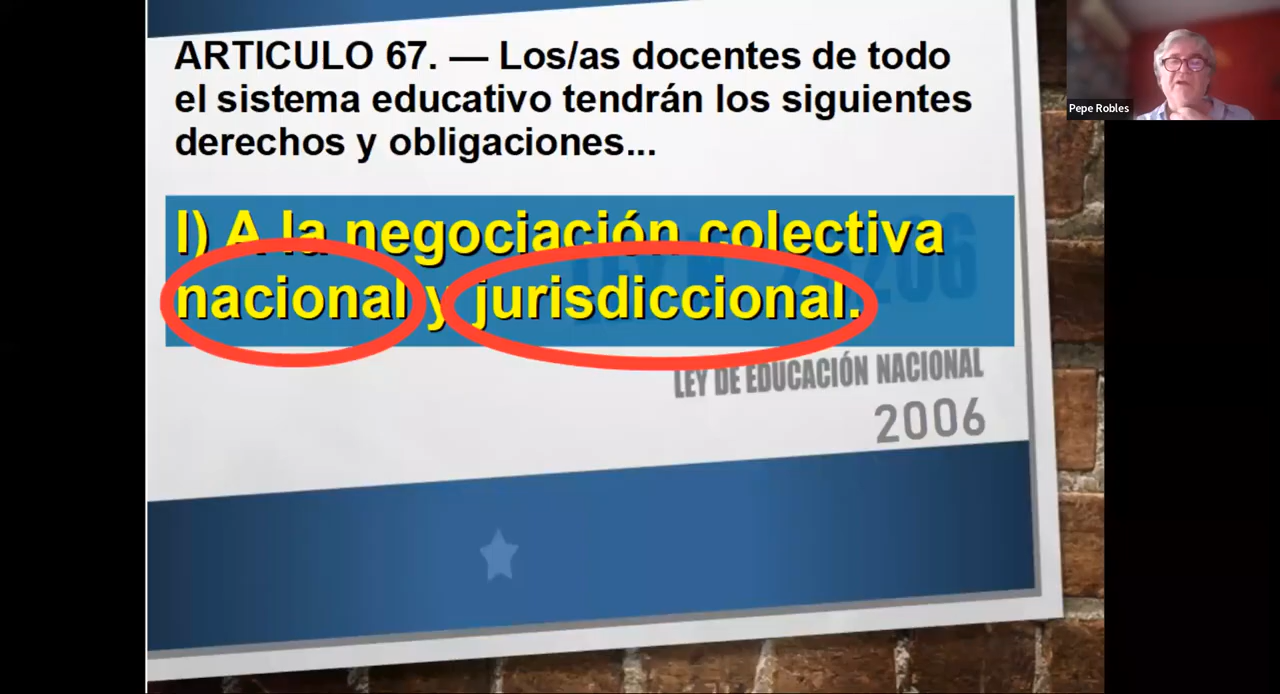 ARTICULO 67. — Los/as docentes de todo
el sistema educativo tendrán los siguientes
derechos y obligaciones...
l) A la negociación colectiva
nacional y jurisdiccional.
LEY DE EDUCACIÓN NACIONAL
2006
Pepe Robles